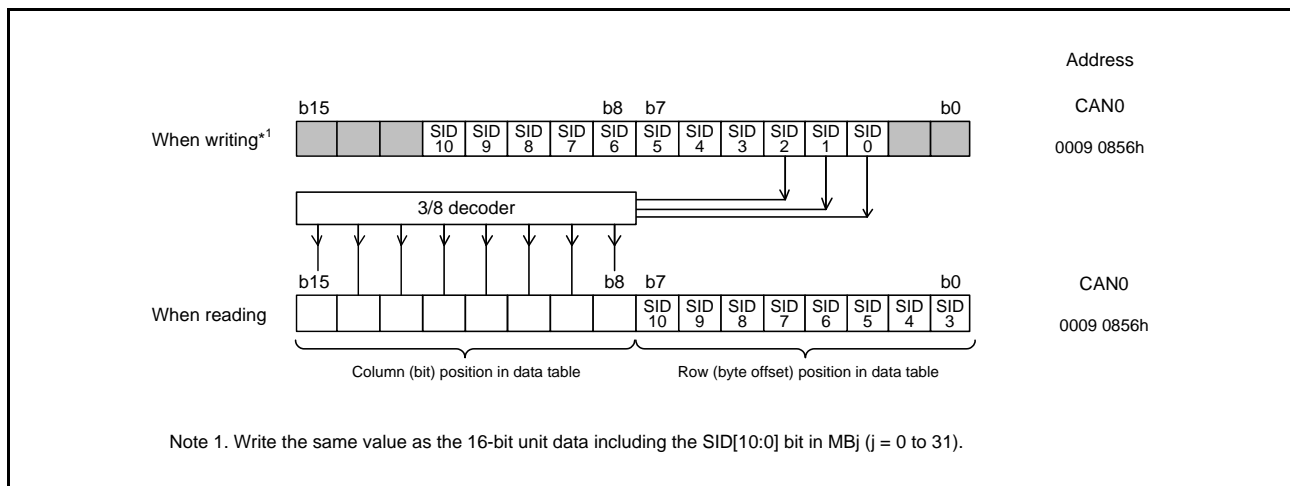 Address
b15 b8 b7 b0 CAN0
When writing*1 SID 10 SID 9 SID 8 SID 7 SID 6 SID 5 SID 4 SID 3 SID 2 SID 1 SID 0 0009 0856h
3/8 decoder
b15 b8 b7 b0 CAN0
When reading SID 10 SID 9 SID 8 SID 7 SID 6 SID 5 SID 4 SID 3 0009 0856h
Column (bit) position in data table Row (byte offset) position in data table
Note 1. Write the same value as the 16-bit unit data including the SID[10:0] bit in MBj (j = 0 to 31).